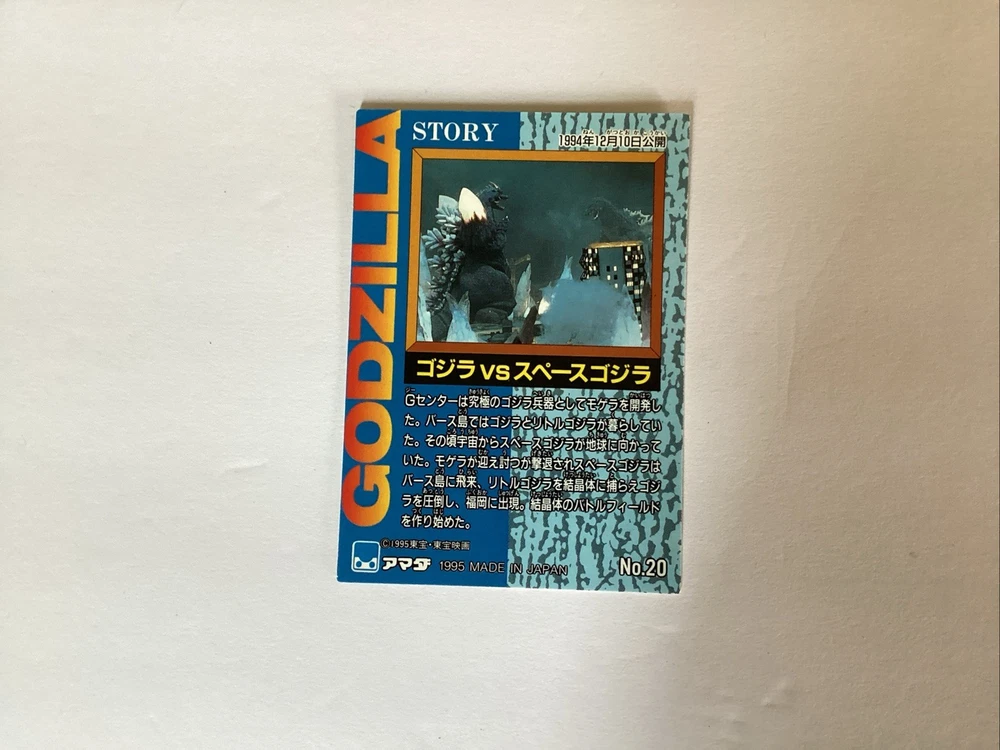 GODZILLA
STORY
1994年12月10日公開
ゴジラ vs スペースゴジラ
Gセンターは究極のゴジラ兵器としてモゲラを開発し
た。バース島ではゴジラとリトルゴジラが暮らしてい
た。その頃宇宙からスペースゴジラが地球に向かって
いた。モゲラが迎え討つが撃退されスペースゴジラは
バース島に飛来、リトルゴジラを結晶体に捕らえゴジ
ラを圧倒し、福岡に出現。結晶体のバトルフィールド
を作り始めた。
©1995東宝・東宝映画
アマダ 1995 MADE IN JAPAN
No.20